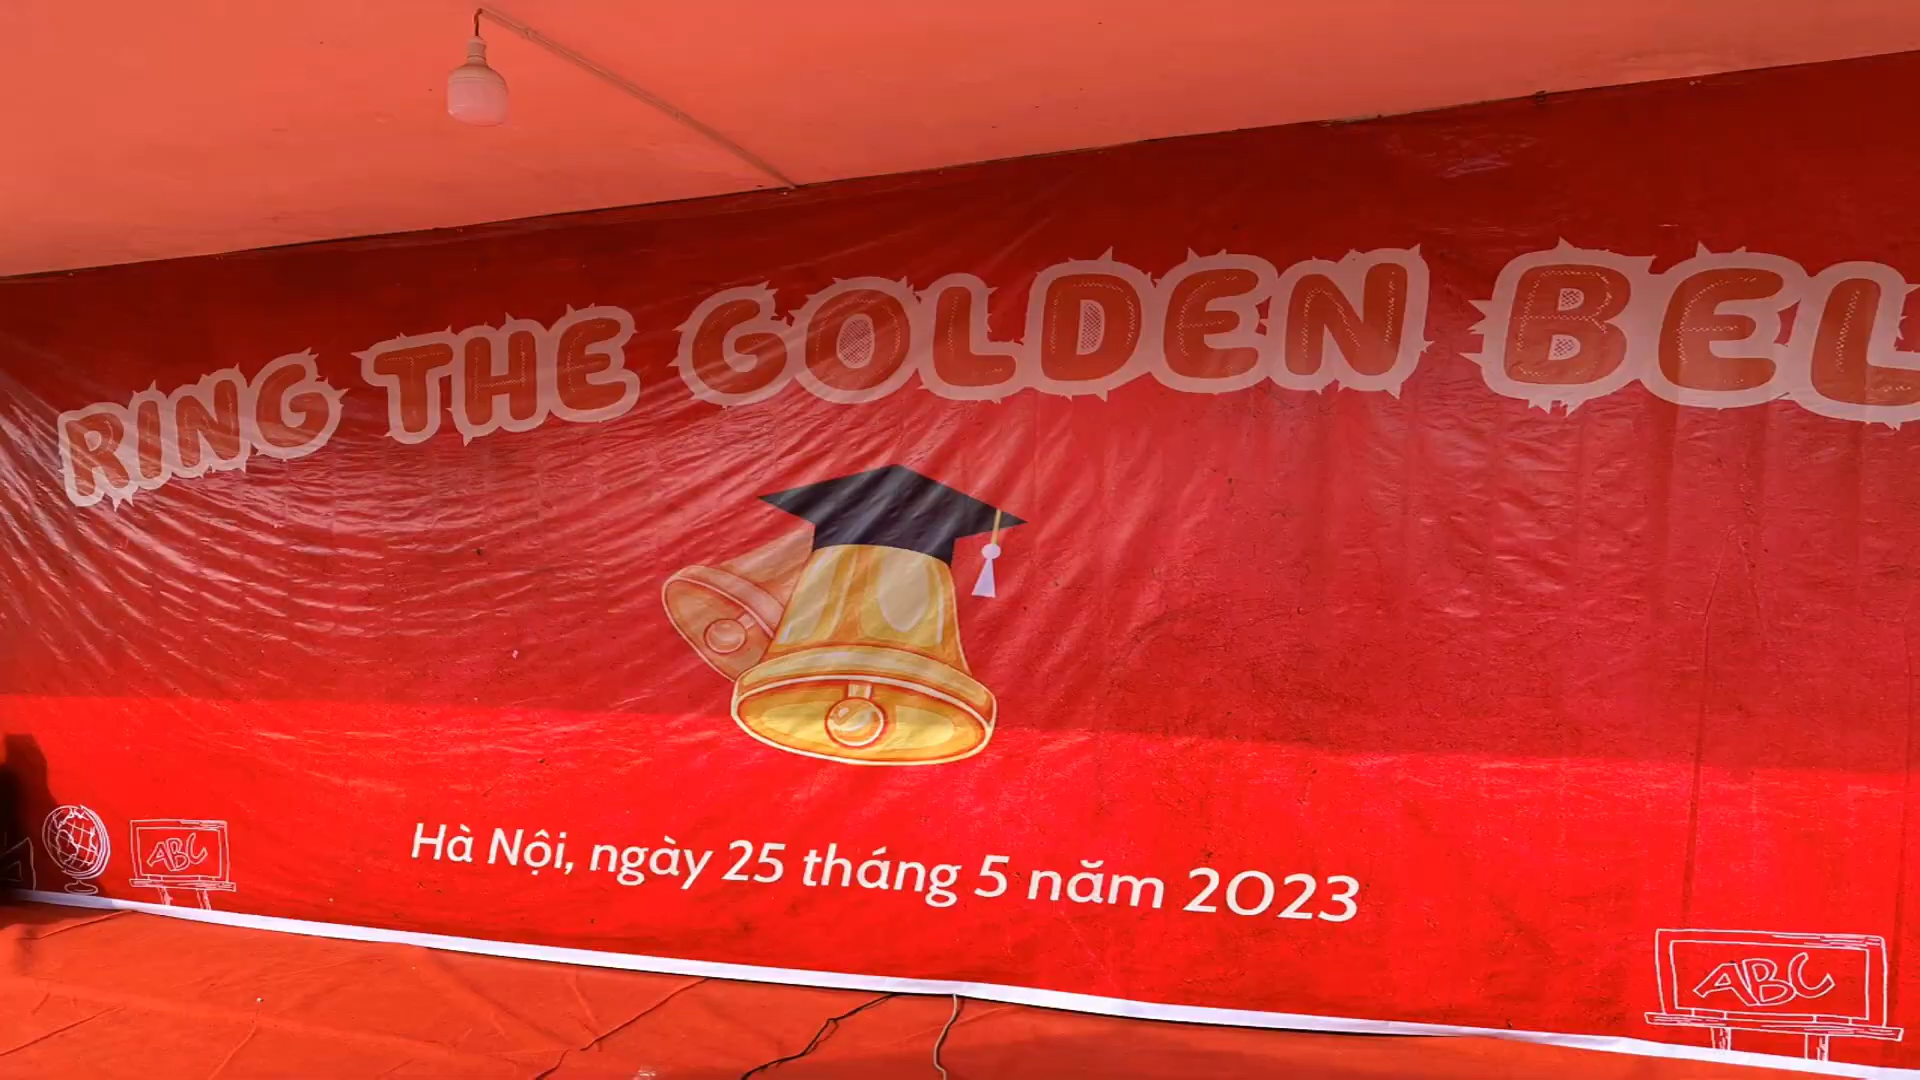 RING THE GOLDEN BEL
ABC
Hà Nội, ngày 25 tháng 5 năm 2023
ABC